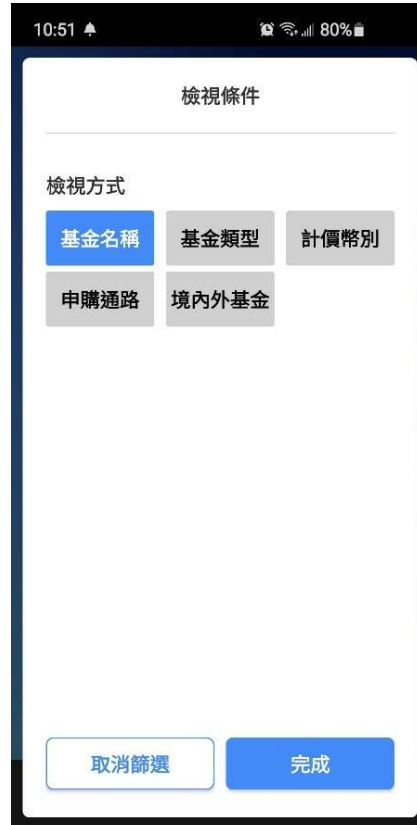 10:51 80%
檢視條件
檢視方式
基金名稱 基金類型 計價幣別
申購通路 境內外基金
取消篩選 完成